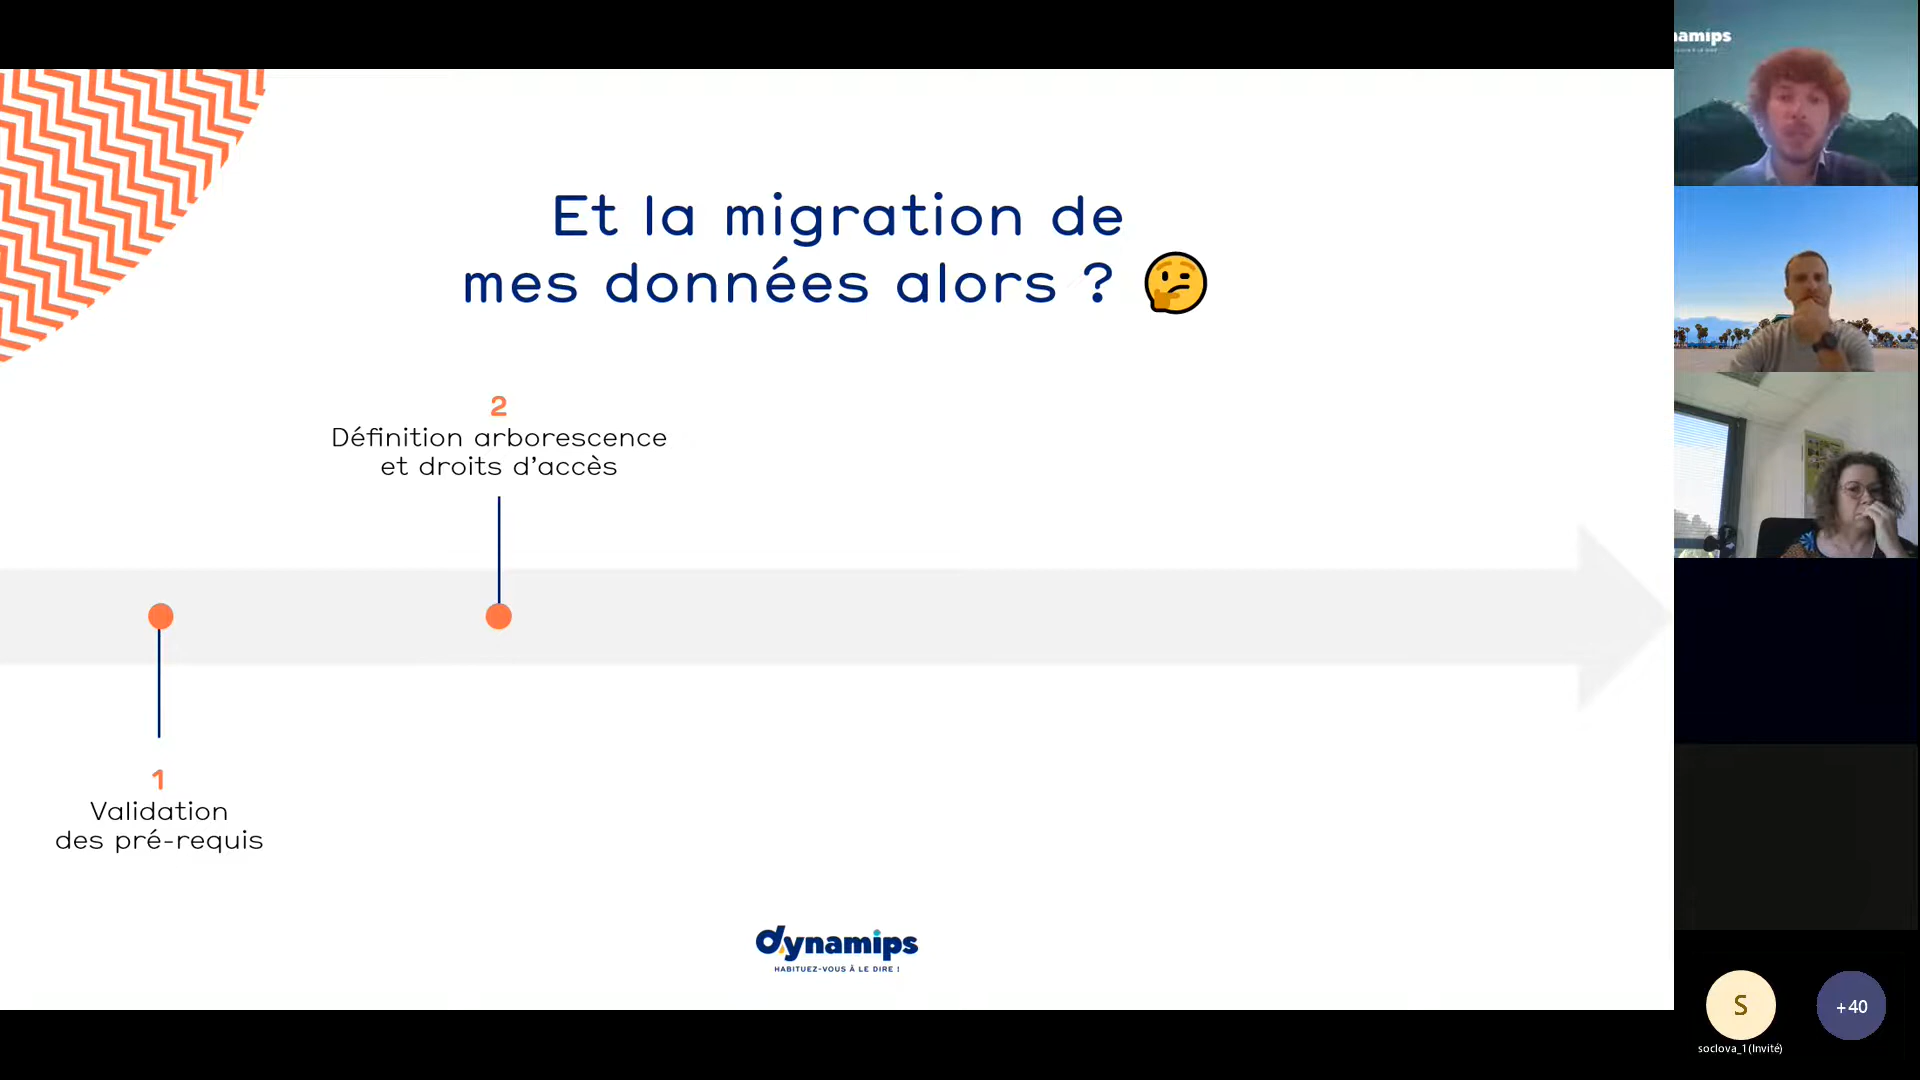 Et la migration de
mes données alors ?
2
Définition arborescence
et droits d'accès
1
Validation
des pré-requis
dynamips
HABITUEZ-VOUS À LE DIRE !
namips
S
+40
soclova_1(Invité)